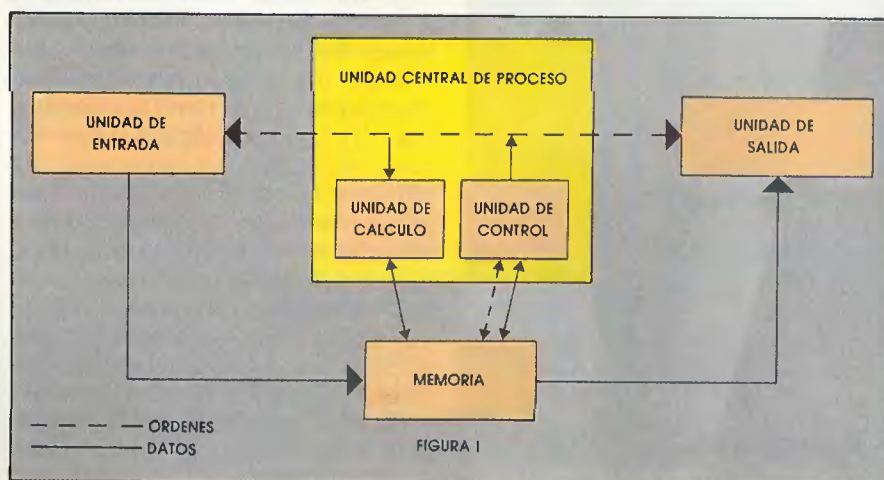 UNIDAD CENTRAL DE PROCESO
UNIDAD DE
ENTRADA
UNIDAD DE
SALIDA
UNIDAD DE
CALCULO
UNIDAD DE
CONTROL
MEMORIA
ORDENES
DATOS
FIGURA I